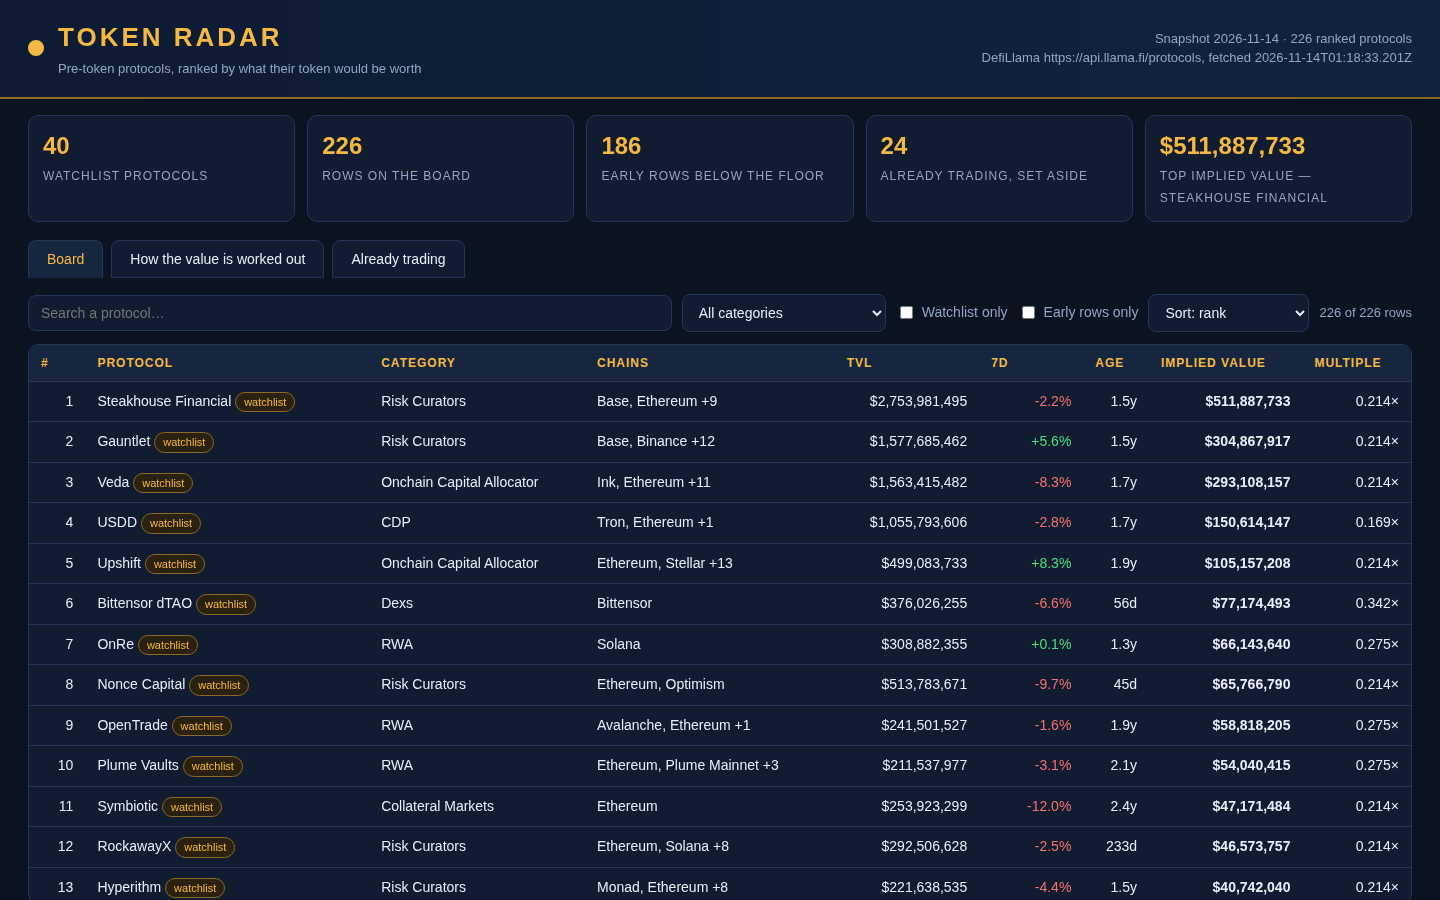 TOKEN RADAR
Pre-token protocols, ranked by what their token would be worth
Snapshot 2026-11-14 · 226 ranked protocols
DefiLlama https://api.llama.fi/protocols, fetched 2026-11-14T01:18:33.201Z
40
WATCHLIST PROTOCOLS
226
ROWS ON THE BOARD
186
EARLY ROWS BELOW THE FLOOR
24
ALREADY TRADING, SET ASIDE
$511,887,733
TOP IMPLIED VALUE —
STEAKHOUSE FINANCIAL
Board How the value is worked out Already trading
Search a protocol… All categories Watchlist only Early rows only Sort: rank 226 of 226 rows
# PROTOCOL CATEGORY CHAINS TVL 7D AGE IMPLIED VALUE MULTIPLE
1 Steakhouse Financial watchlist Risk Curators Base, Ethereum +9 $2,753,981,495 -2.2% 1.5y $511,887,733 0.214×
2 Gauntlet watchlist Risk Curators Base, Binance +12 $1,577,685,462 +5.6% 1.5y $304,867,917 0.214×
3 Veda watchlist Onchain Capital Allocator Ink, Ethereum +11 $1,563,415,482 -8.3% 1.7y $293,108,157 0.214×
4 USDD watchlist CDP Tron, Ethereum +1 $1,055,793,606 -2.8% 1.7y $150,614,147 0.169×
5 Upshift watchlist Onchain Capital Allocator Ethereum, Stellar +13 $499,083,733 +8.3% 1.9y $105,157,208 0.214×
6 Bittensor dTAO watchlist Dexs Bittensor $376,026,255 -6.6% 56d $77,174,493 0.342×
7 OnRe watchlist RWA Solana $308,882,355 +0.1% 1.3y $66,143,640 0.275×
8 Nonce Capital watchlist Risk Curators Ethereum, Optimism $513,783,671 -9.7% 45d $65,766,790 0.214×
9 OpenTrade watchlist RWA Avalanche, Ethereum +1 $241,501,527 -1.6% 1.9y $58,818,205 0.275×
10 Plume Vaults watchlist RWA Ethereum, Plume Mainnet +3 $211,537,977 -3.1% 2.1y $54,040,415 0.275×
11 Symbiotic watchlist Collateral Markets Ethereum $253,923,299 -12.0% 2.4y $47,171,484 0.214×
12 RockawayX watchlist Risk Curators Ethereum, Solana +8 $292,506,628 -2.5% 233d $46,573,757 0.214×
13 Hyperithm watchlist Risk Curators Monad, Ethereum +8 $221,638,535 -4.4% 1.5y $40,742,040 0.214×